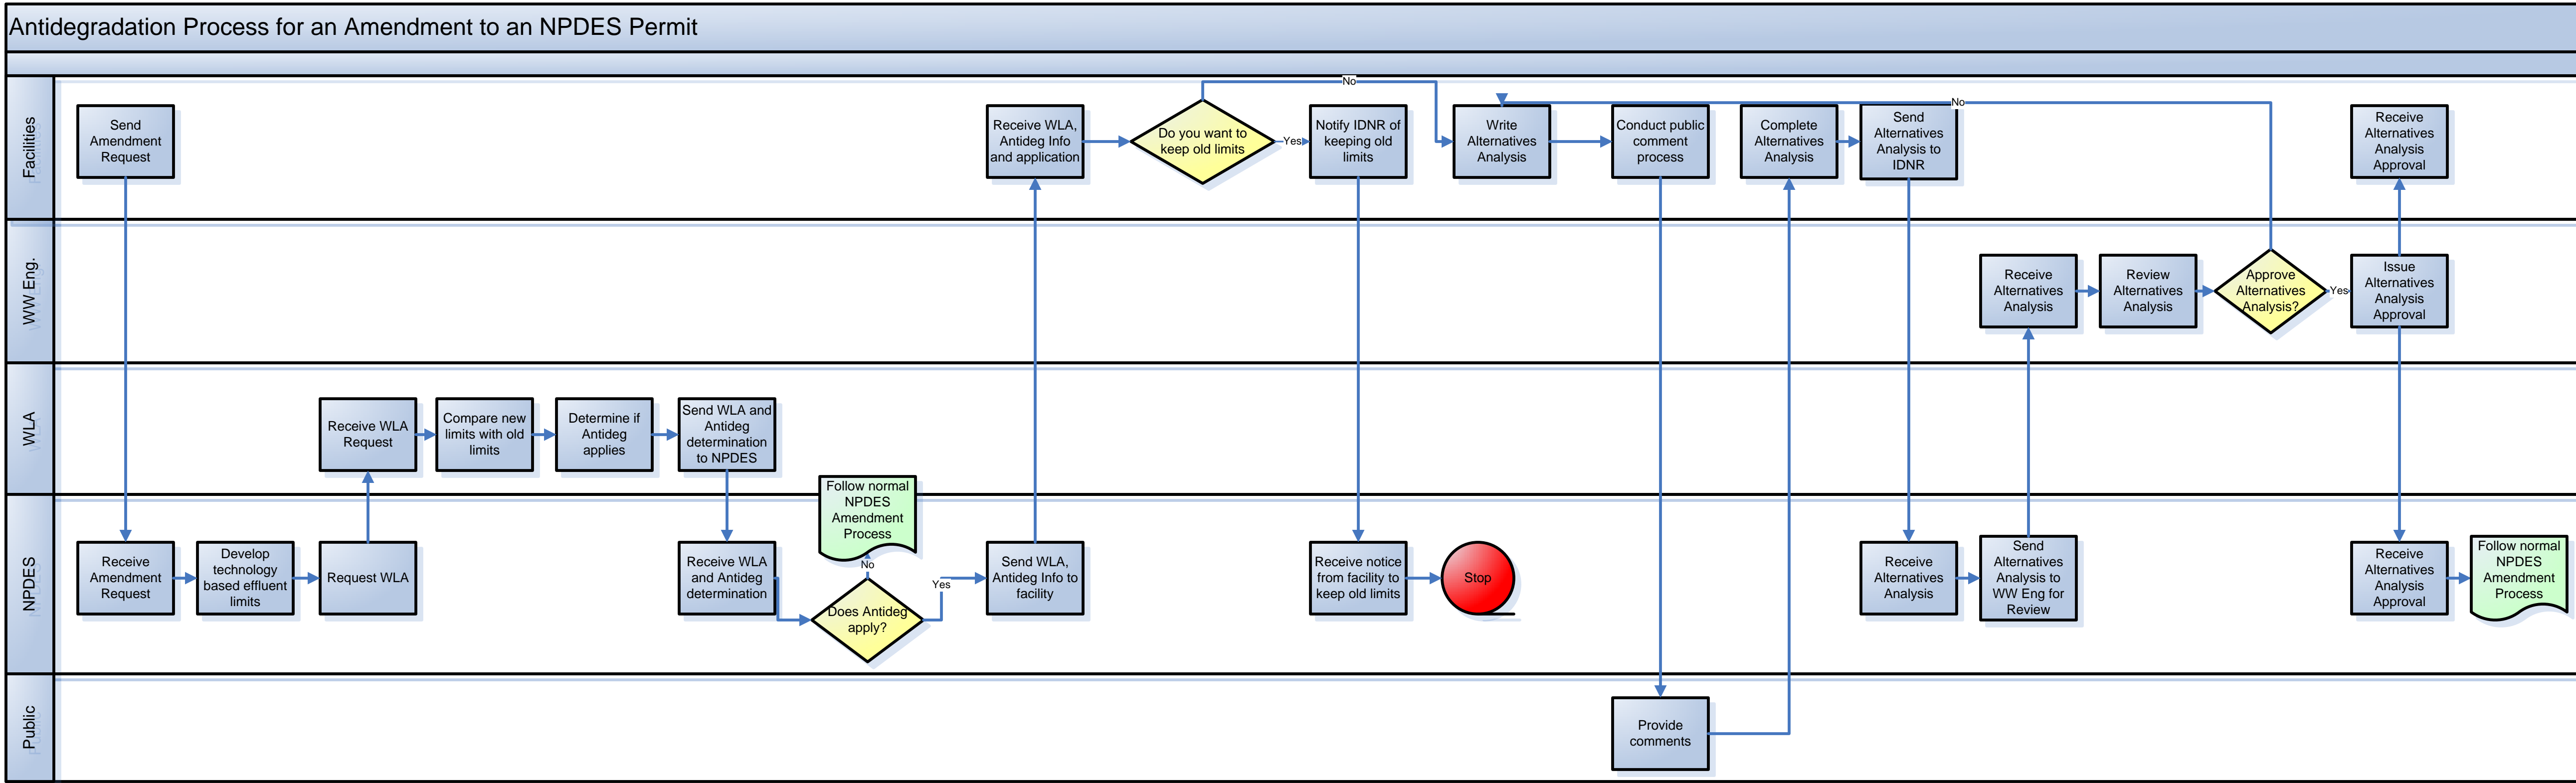 Antidegradation Process for an Amendment to an NPDES Permit
Facilities
Send
Amendment
Request
Receive WLA,
Antideg Info
and application
Do you want to
keep old limits
No
Yes
Notify IDNR of
keeping old
limits
Write
Alternatives
Analysis
Conduct public
comment
process
Complete
Alternatives
Analysis
Send
Alternatives
Analysis to
IDNR
No
Receive
Alternatives
Analysis
Approval
WW Eng.
Receive
Alternatives
Analysis
Review
Alternatives
Analysis
Approve
Alternatives
Analysis?
Yes
Issue
Alternatives
Analysis
Approval
WLA
Receive WLA
Request
Compare new
limits with old
limits
Determine if
Antideg
applies
Send WLA and
Antideg
determination
to NPDES
NPDES
Receive
Amendment
Request
Develop
technology
based effluent
limits
Request WLA
Receive WLA
and Antideg
determination
Follow normal
NPDES
Amendment
Process
No
Does Antideg
apply?
Yes
Send WLA,
Antideg Info to
facility
Receive notice
from facility to
keep old limits
Stop
Receive
Alternatives
Analysis
Send
Alternatives
Analysis to
WW Eng for
Review
Receive
Alternatives
Analysis
Approval
Follow normal
NPDES
Amendment
Process
Public
Provide
comments